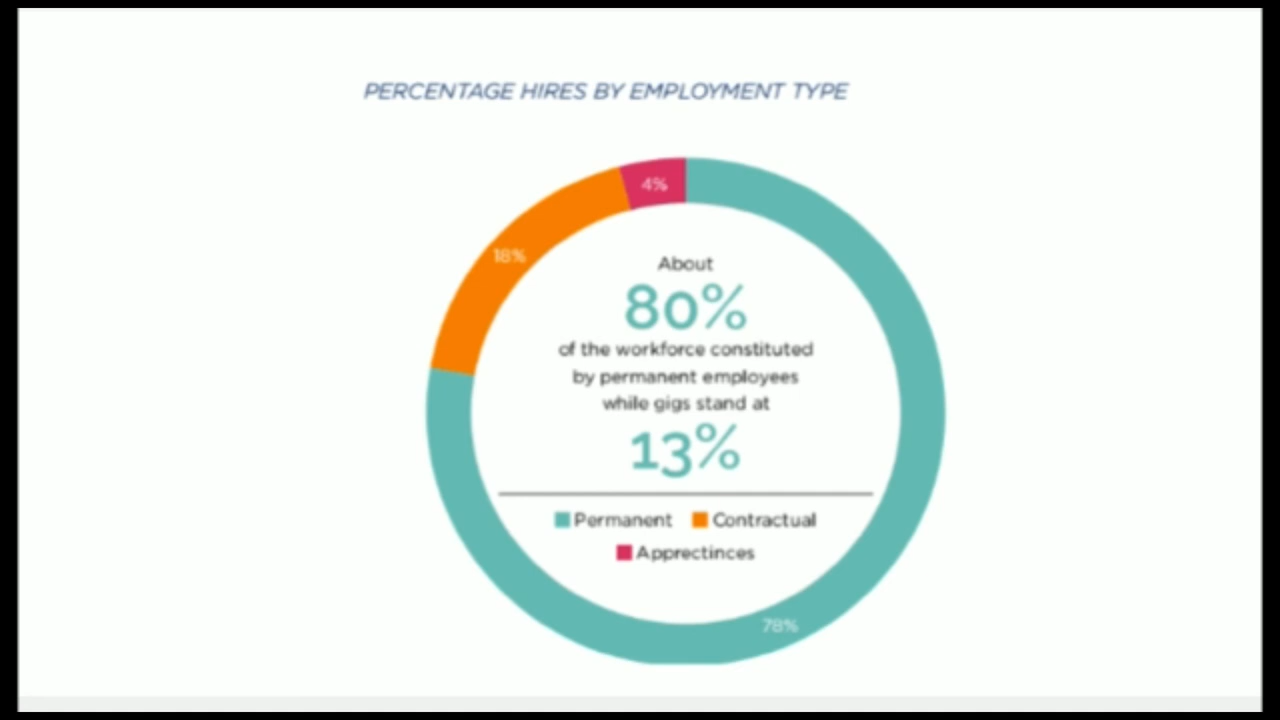 PERCENTAGE HIRES BY EMPLOYMENT TYPE
4%
18%
About
80%
of the workforce constituted
by permanent employees
while gigs stand at
13%
Permanent Contractual
Apprectinces
78%